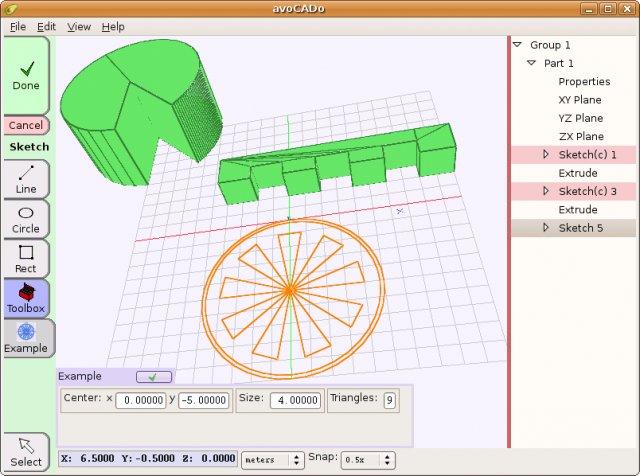 avoCADo
File Edit View Help
Done
Cancel
Sketch
Line
Circle
Rect
Toolbox
Example
Select
Group 1
Part 1
Properties
XY Plane
YZ Plane
ZX Plane
Sketch(c) 1
Extrude
Sketch(c) 3
Extrude
Sketch 5
Example
Center: x 0.00000 y -5.00000 Size: 4.00000 Triangles: 9
X: 6.5000 Y:-0.5000 Z: 0.0000 meters Snap: 0.5x